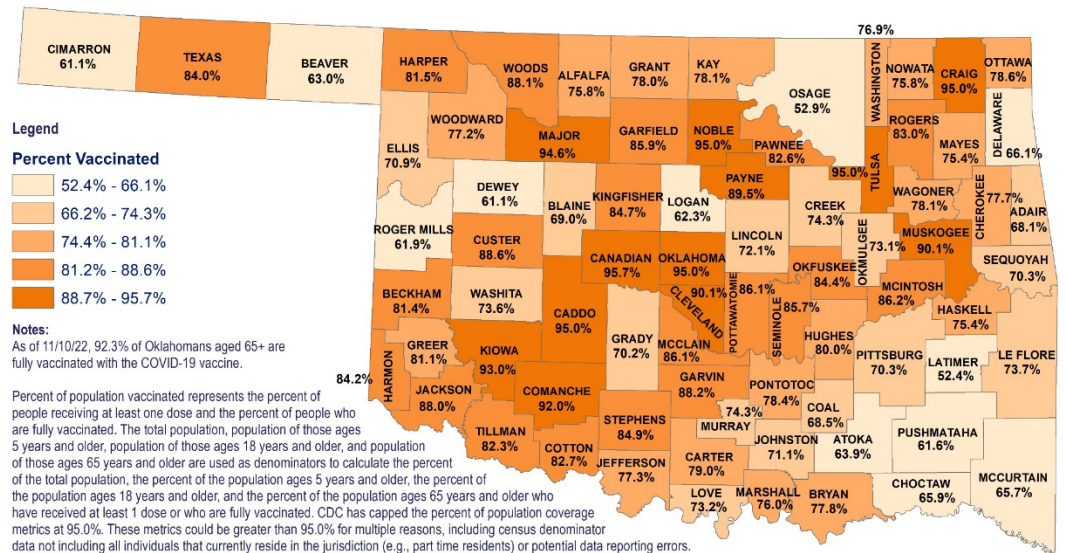 76.9%
CIMARRON
61.1%
TEXAS
84.0%
BEAVER
63.0%
HARPER
81.5%
WOODS
88.1%
ALFALFA
75.8%
GRANT
78.0%
KAY
78.1%
OSAGE
52.9%
WASHINGTON
NOWATA
75.8%
CRAIG
95.0%
OTTAWA
78.6%
DELAWARE
66.1%
Legend
Percent Vaccinated
52.4% - 66.1%
66.2% - 74.3%
74.4% - 81.1%
81.2% - 88.6%
88.7% - 95.7%
ELLIS
70.9%
WOODWARD
77.2%
MAJOR
94.6%
GARFIELD
85.9%
NOBLE
95.0%
PAWNEE
82.6%
ROGERS
83.0%
MAYES
75.4%
DEWEY
61.1%
BLAINE
69.0%
KINGFISHER
84.7%
LOGAN
62.3%
PAYNE
89.5%
95.0%
TULSA
CREEK
74.3%
WAGONER
78.1%
CHEROKEE
77.7%
ADAIR
68.1%
ROGER MILLS
61.9%
CUSTER
88.6%
CANADIAN
95.7%
OKLAHOMA
95.0%
LINCOLN
72.1%
OKMULGEE
73.1%
MUSKOGEE
90.1%
SEQUOYAH
70.3%
BECKHAM
81.4%
WASHITA
73.6%
CADDO
95.0%
GRADY
70.2%
90.1%
CLEVELAND
POTTAWATOMIE
86.1%
SEMINOLE
85.7%
OKFUSKEE
84.4%
MCINTOSH
86.2%
HASKELL
75.4%
84.2%
HARMON
GREER
81.1%
KIOWA
93.0%
MCCLAIN
86.1%
HUGHES
80.0%
PITTSBURG
70.3%
LATIMER
52.4%
LE FLORE
73.7%
JACKSON
88.0%
COMANCHE
92.0%
GARVIN
88.2%
PONTOTOC
78.4%
COAL
68.5%
TILLMAN
82.3%
COTTON
82.7%
STEPHENS
84.9%
74.3%
MURRAY
JOHNSTON
71.1%
ATOKA
63.9%
PUSHMATAHA
61.6%
JEFFERSON
77.3%
CARTER
79.0%
LOVE
73.2%
MARSHALL
76.0%
BRYAN
77.8%
CHOCTAW
65.9%
MCCURTAIN
65.7%
Notes:
As of 11/10/22, 92.3% of Oklahomans aged 65+ are
fully vaccinated with the COVID-19 vaccine.
Percent of population vaccinated represents the percent of
people receiving at least one dose and the percent of people who
are fully vaccinated. The total population, population of those ages
5 years and older, population of those ages 18 years and older, and population
of those ages 65 years and older are used as denominators to calculate the percent
of the total population, the percent of the population ages 5 years and older, the percent of
the population ages 18 years and older, and the percent of the population ages 65 years and older who
have received at least 1 dose or who are fully vaccinated. CDC has capped the percent of population coverage
metrics at 95.0%. These metrics could be greater than 95.0% for multiple reasons, including census denominator
data not including all individuals that currently reside in the jurisdiction (e.g., part time residents) or potential data reporting errors.